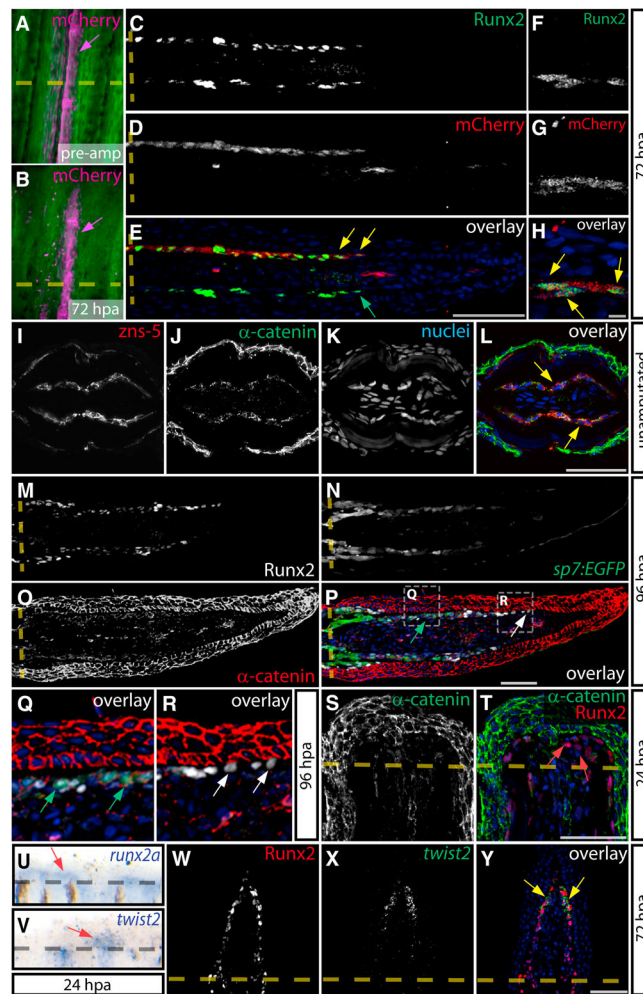 A mCherry
pre-amp
B mCherry
72 hpa
C Runx2
D mCherry
E overlay
F Runx2
G mCherry
H overlay
72 hpa
I zns-5
J α-catenin
K nuclei
L overlay
unamputated
M Runx2
N sp7:EGFP
O α-catenin
P Q R overlay
96 hpa
Q overlay
R overlay
96 hpa
S α-catenin
T α-catenin
Runx2
24 hpa
U runx2a
V twist2
24 hpa
W Runx2
X twist2
Y overlay
72 hpa